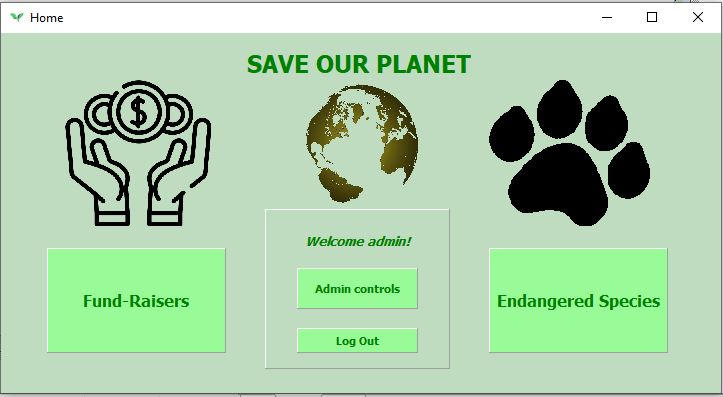 Home
SAVE OUR PLANET
$
Welcome admin!
Fund-Raisers
Admin controls
Endangered Species
Log Out